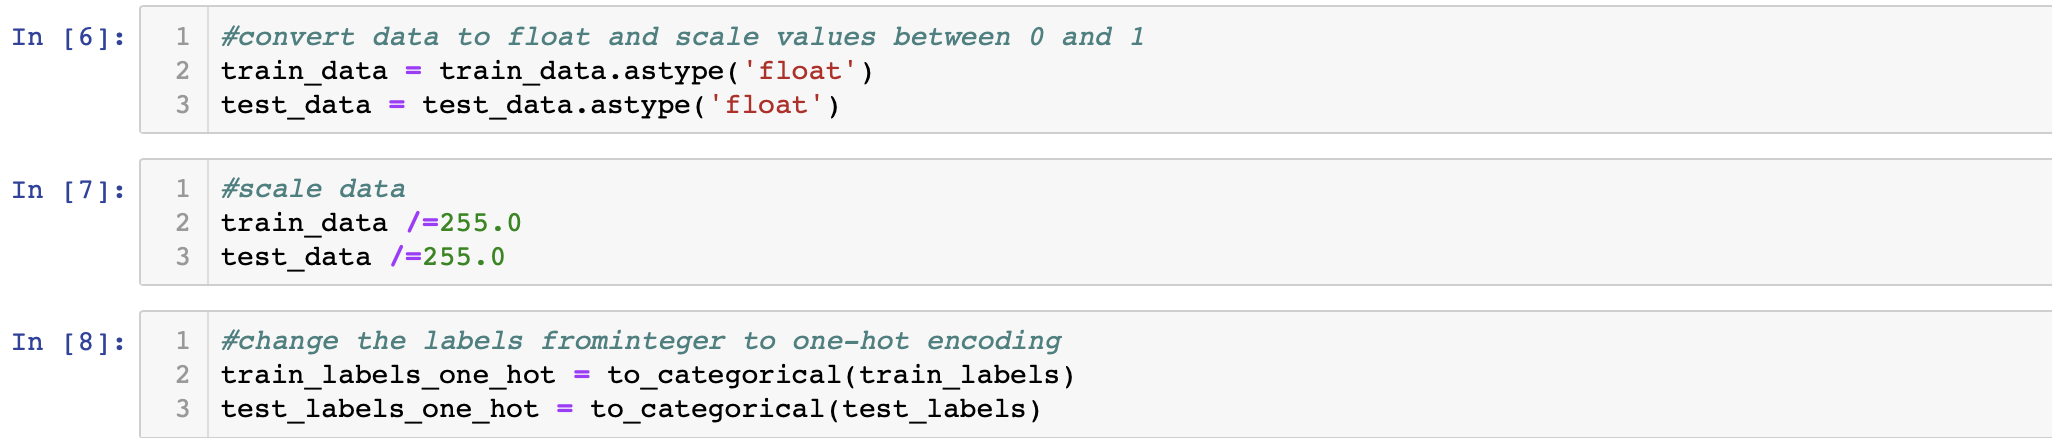 In [6]:
1 #convert data to float and scale values between 0 and 1
2 train_data = train_data.astype('float')
3 test_data = test_data.astype('float')
In [7]:
1 #scale data
2 train_data /=255.0
3 test_data /=255.0
In [8]:
1 #change the labels frominteger to one-hot encoding
2 train_labels_one_hot = to_categorical(train_labels)
3 test_labels_one_hot = to_categorical(test_labels)